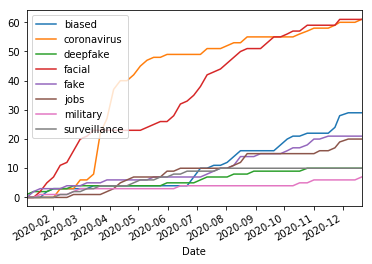 60
50
40
30
20
10
0
biased
coronavirus
deepfake
facial
fake
jobs
military
surveillance
2020-02
2020-03
2020-04
2020-05
2020-06
2020-07
2020-08
2020-09
2020-10
2020-11
2020-12
Date